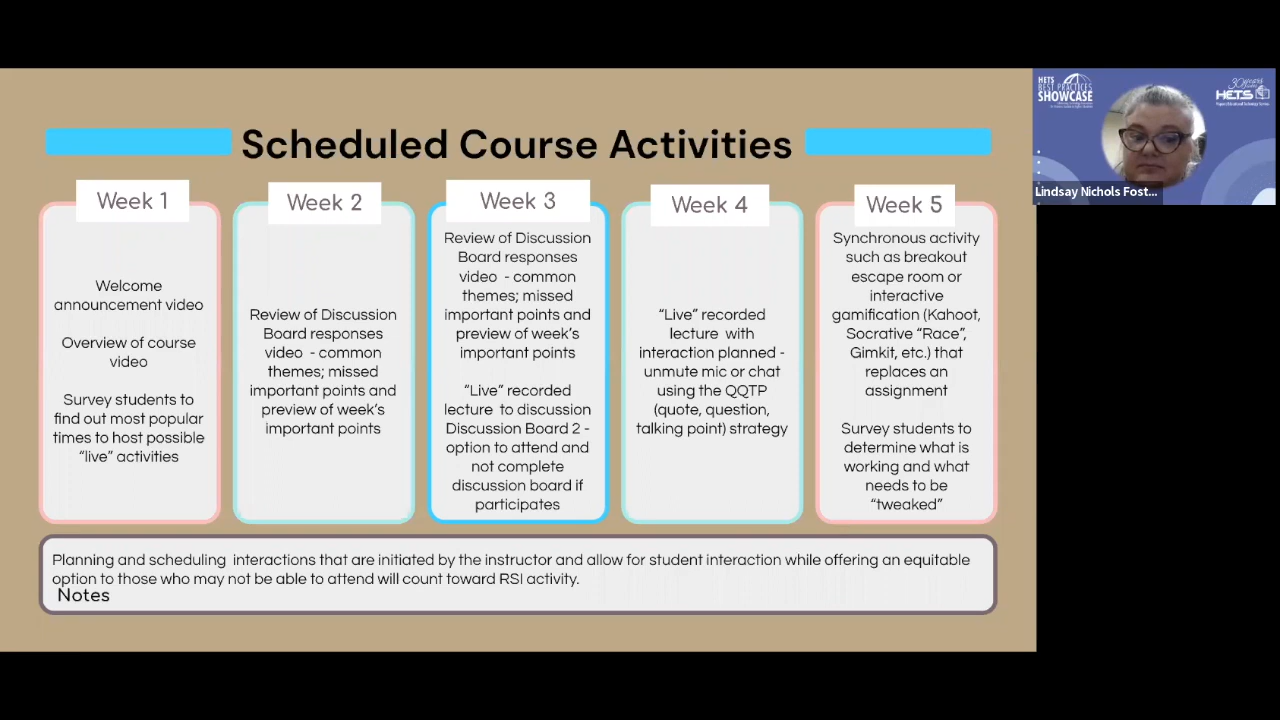 Scheduled Course Activities
Week 1
Welcome
announcement video
Overview of course
video
Survey students to
find out most popular
times to host possible
“live” activities
Week 2
Review of Discussion
Board responses
video - common
themes; missed
important points and
preview of week’s
important points
Week 3
Review of Discussion
Board responses
video - common
themes; missed
important points and
preview of week’s
important points
“Live” recorded
lecture to discussion
Discussion Board 2 -
option to attend and
not complete
discussion board if
participates
Week 4
“Live” recorded
lecture with
interaction planned -
unmute mic or chat
using the QQTP
(quote, question,
talking point) strategy
Week 5
Synchronous activity
such as breakout
escape room or
interactive
gamification (Kahoot,
Socrative “Race”,
Gimkit, etc.) that
replaces an
assignment
Survey students to
determine what is
working and what
needs to be
“tweaked”
Planning and scheduling interactions that are initiated by the instructor and allow for student interaction while offering an equitable
option to those who may not be able to attend will count toward RSI activity.
Notes
HETS
BEST PRACTICES
SHOWCASE
30 years
HETS
Lindsay Nichols Fost...